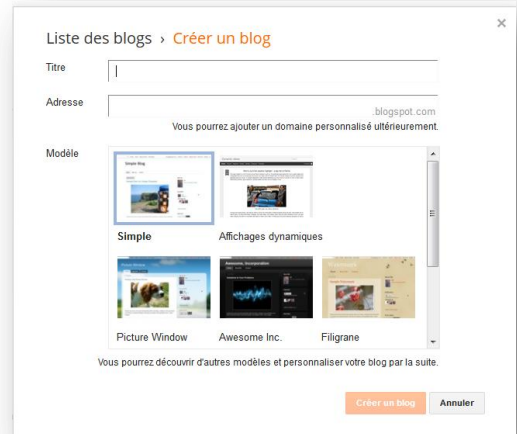 Liste des blogs › Créer un blog
Titre
Adresse
.blogspot.com
Vous pourrez ajouter un domaine personnalisé ultérieurement.
Modèle
Simple Affichages dynamiques
Picture Window Awesome Inc. Filigrane
Vous pourrez découvrir d'autres modèles et personnaliser votre blog par la suite.
Créer un blog Annuler